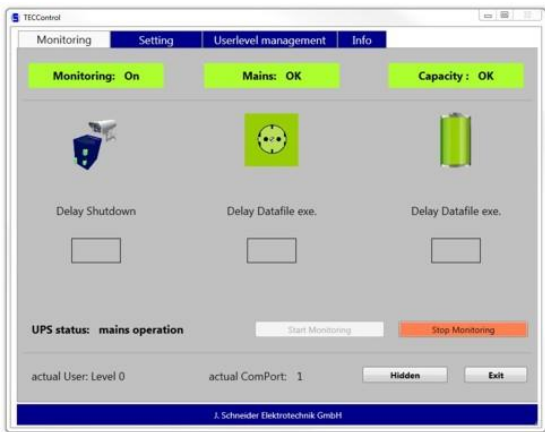 TECControl
Monitoring Setting Userlevel management Info
Monitoring: On Mains: OK Capacity : OK
Delay Shutdown Delay Datafile exe. Delay Datafile exe.
UPS status: mains operation Start Monitoring Stop Monitoring
actual User: Level 0 actual ComPort: 1 Hidden Exit
J. Schneider Elektrotechnik GmbH